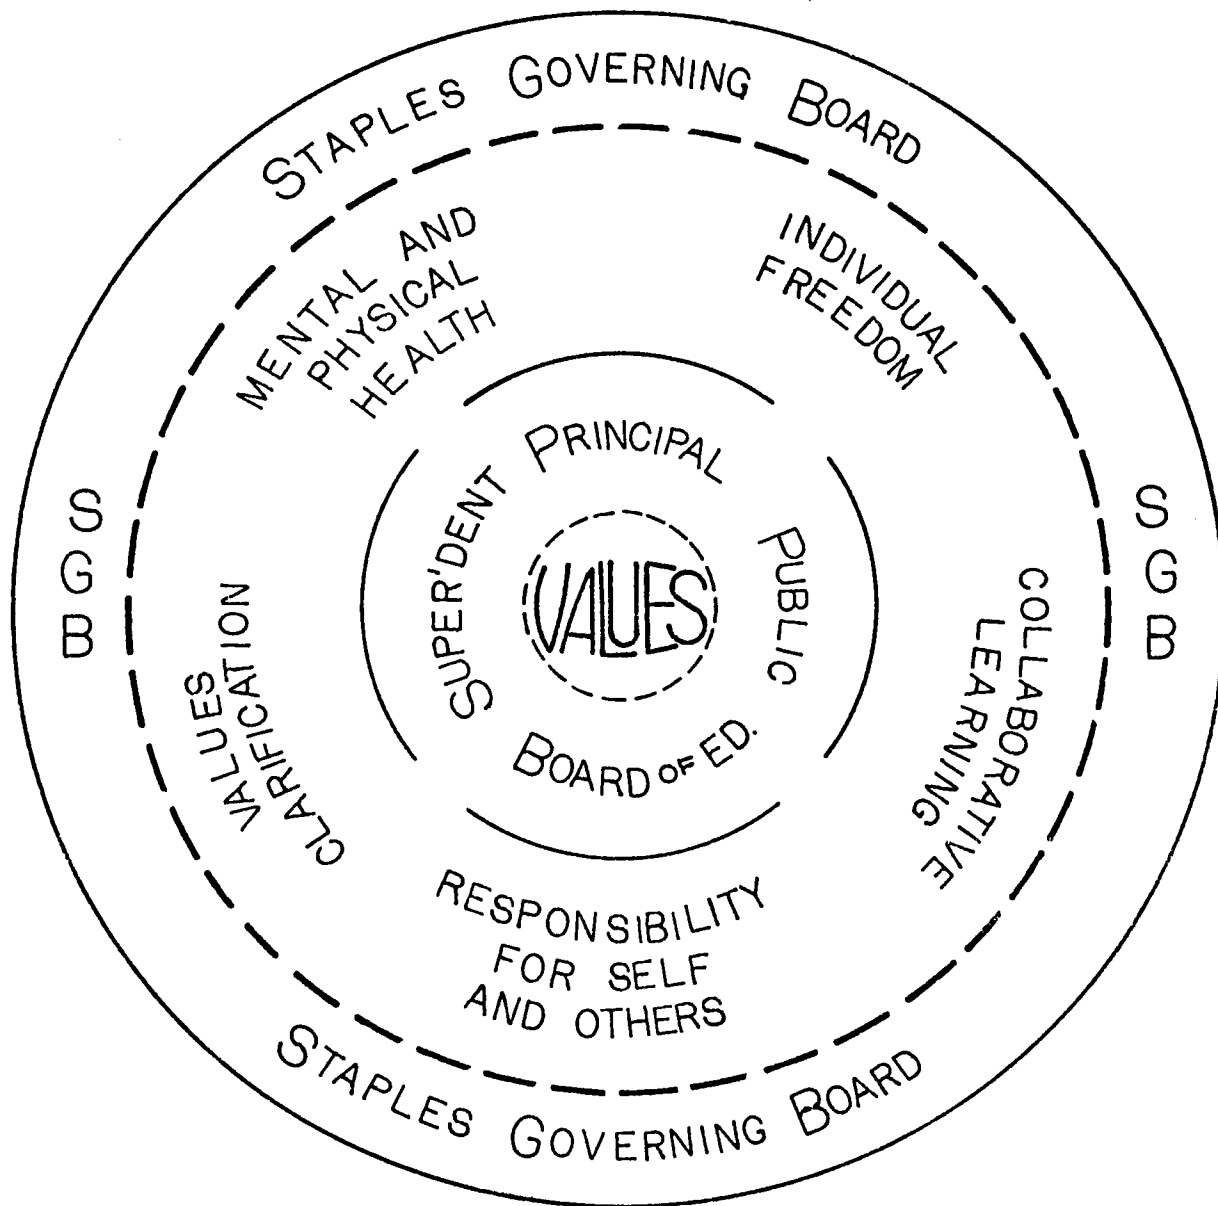 STAPLES GOVERNING BOARD
MENTAL AND
PHYSICAL
HEALTH
INDIVIDUAL
FREEDOM
PRINCIPAL
SUPER'DENT
VALUES
PUBLIC
BOARD OF ED.
S
G
B
S
G
B
VALUES
CLARIFICATION
COLLABORATIVE
LEARNING
RESPONSIBILITY
FOR SELF
AND OTHERS
STAPLES GOVERNING BOARD